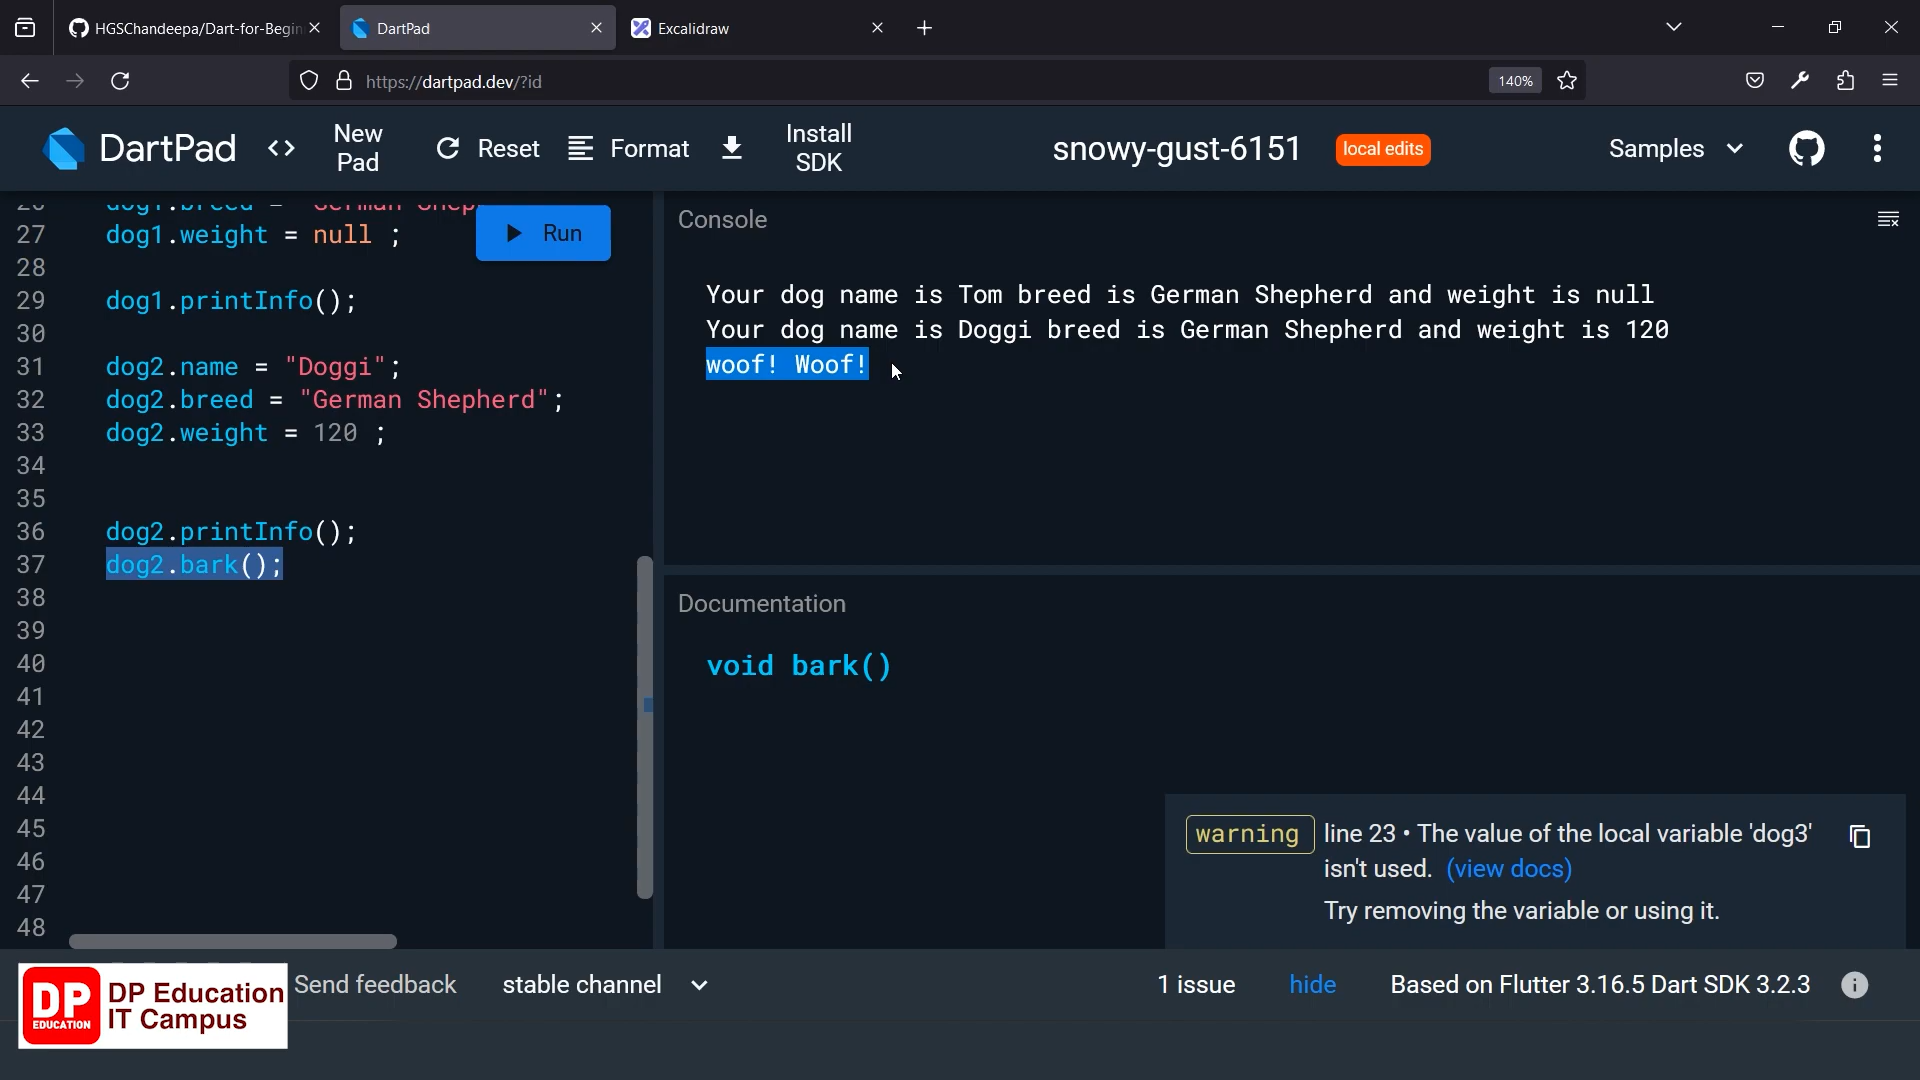 HGSChandeepa/Dart-for-Begin
DartPad
Excalidraw
https://dartpad.dev/?id
140%
DartPad
<> New Pad
Reset
Format
Install SDK
snowy-gust-6151
local edits
Samples
26 dog1.breed = "German Shep
27 dog1.weight = null ;
28
29 dog1.printInfo();
30
31 dog2.name = "Doggi";
32 dog2.breed = "German Shepherd";
33 dog2.weight = 120 ;
34
35
36 dog2.printInfo();
37 dog2.bark();
38
39
40
41
42
43
44
45
46
47
48
Run
Console
Your dog name is Tom breed is German Shepherd and weight is null
Your dog name is Doggi breed is German Shepherd and weight is 120
woof! Woof!
Documentation
void bark()
warning line 23 • The value of the local variable 'dog3'
isn't used. (view docs)
Try removing the variable or using it.
DP EDUCATION
DP Education
IT Campus
Send feedback
stable channel
1 issue
hide
Based on Flutter 3.16.5 Dart SDK 3.2.3